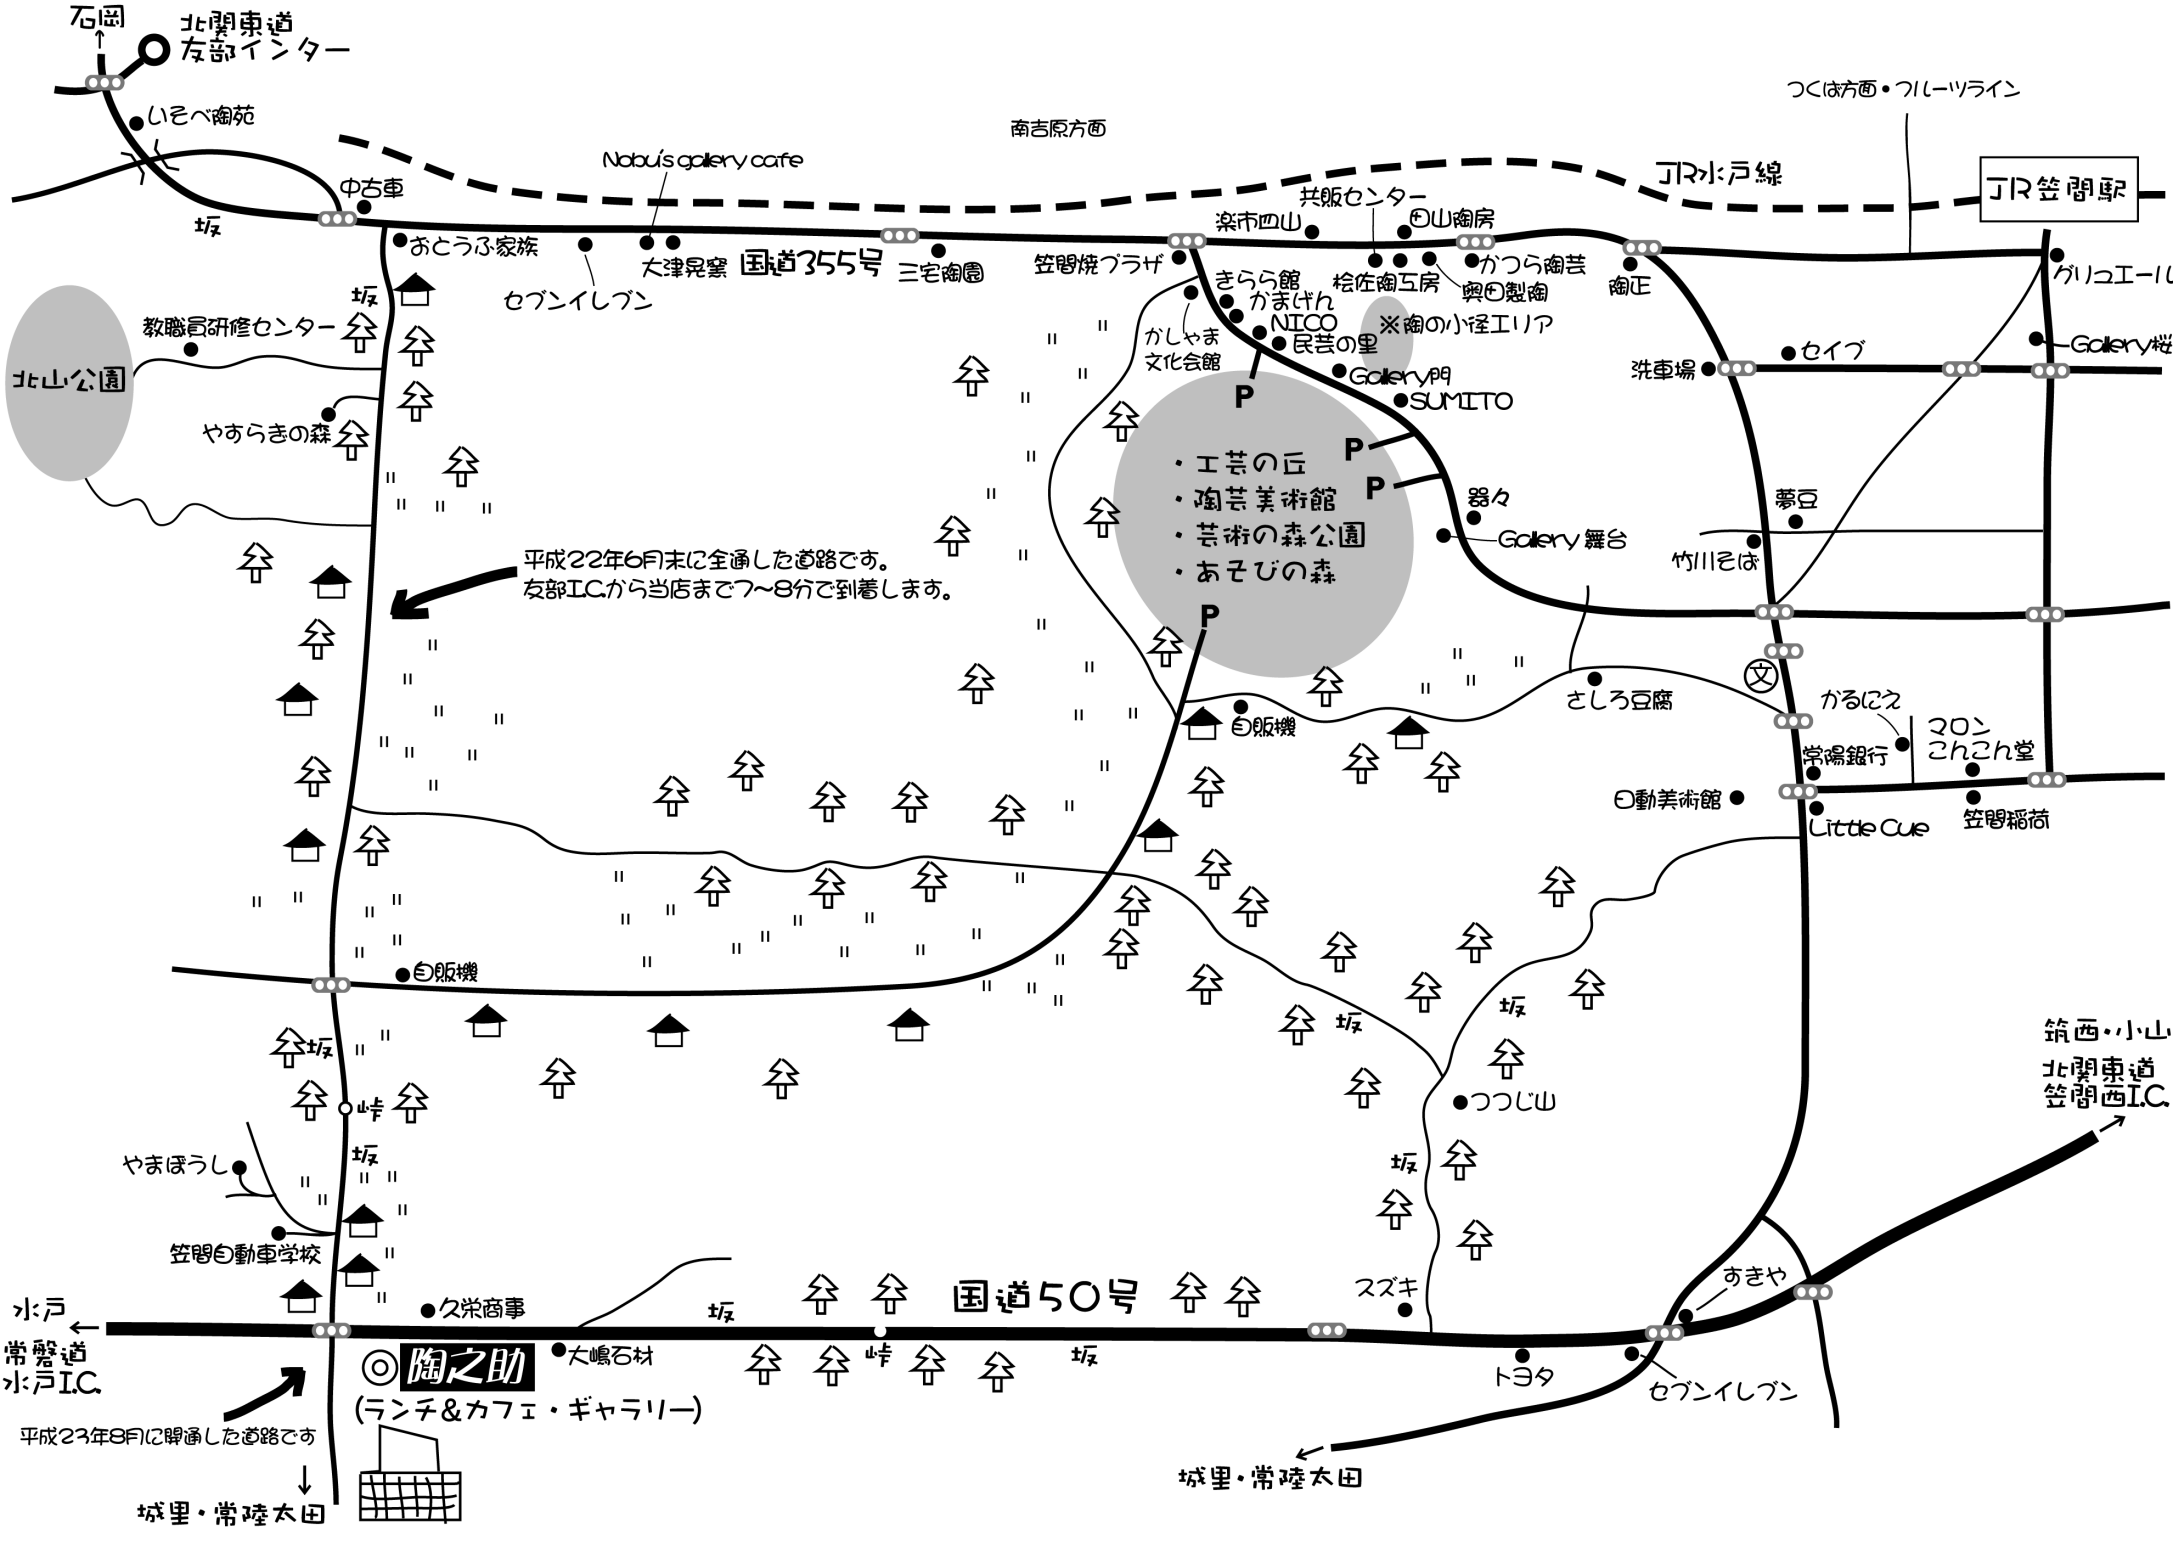 石岡
北関東道
友部インター
いそべ陶苑
つくば方面・フルーツライン
南吉原方面
Nobu's gallery cafe
JR水戸線
JR笠間駅
中古車
坂
共販センター
楽市四山
田山陶房
おとうふ家族
大津晃窯
国道355号
三宅陶園
笠間焼プラザ
桧佐陶工房
かつら陶芸
奥田製陶
陶正
グリュエール
セブンイレブン
坂
きらら館
かまげん
NICO
民芸の里
※陶の小径エリア
かしやま
文化会館
教職員研修センター
北山公園
やすらぎの森
Gallery門
SUMITO
洗車場
セイブ
Gallery桜
P
P
P
・工芸の匠
・陶芸美術館
・芸術の森公園
・あそびの森
P
器々
Gallery 舞台
夢豆
竹川そば
平成22年6月末に全通した道路です。
友部I.C.から当店まで7~8分で到着します。
文
自販機
さしろ豆腐
かるにえ
マロン
こんこん堂
常陽銀行
日動美術館
Little Cue
笠間稲荷
自販機
坂
坂
坂
峠
坂
つつじ山
坂
筑西・小山
北関東道
笠間西I.C.
やまぼうし
笠間自動車学校
水戸
常磐道
水戸I.C.
久栄商事
坂
国道50号
スズキ
すきや
陶之助
大嶋石材
峠
坂
トヨタ
セブンイレブン
(ランチ&カフェ・ギャラリー)
平成23年8月に開通した道路です
城里・常陸太田
城里・常陸太田